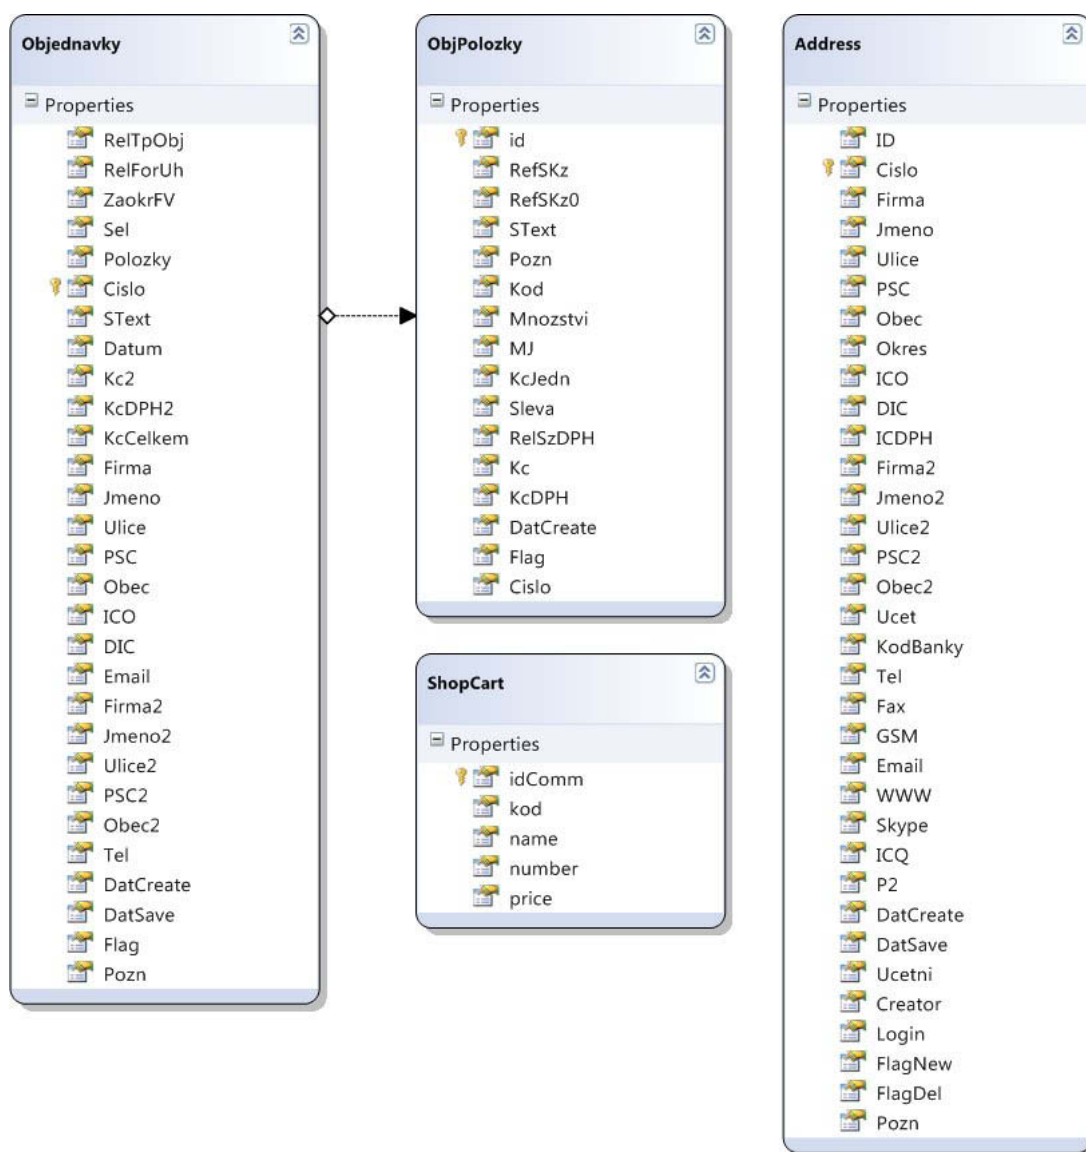 Objednavky
Properties
RelTpObj
RelForUh
ZaokrFV
Sel
Polozky
Cislo
SText
Datum
Kc2
KcDPH2
KcCelkem
Firma
Jmeno
Ulice
PSC
Obec
ICO
DIC
Email
Firma2
Jmeno2
Ulice2
PSC2
Obec2
Tel
DatCreate
DatSave
Flag
Pozn
ObjPolozky
Properties
id
RefSKz
RefSKz0
SText
Pozn
Kod
Mnozstvi
MJ
KcJedn
Sleva
RelSzDPH
Kc
KcDPH
DatCreate
Flag
Cislo
ShopCart
Properties
idComm
kod
name
number
price
Address
Properties
ID
Cislo
Firma
Jmeno
Ulice
PSC
Obec
Okres
ICO
DIC
ICDPH
Firma2
Jmeno2
Ulice2
PSC2
Obec2
Ucet
KodBanky
Tel
Fax
GSM
Email
WWW
Skype
ICQ
P2
DatCreate
DatSave
Ucetni
Creator
Login
FlagNew
FlagDel
Pozn